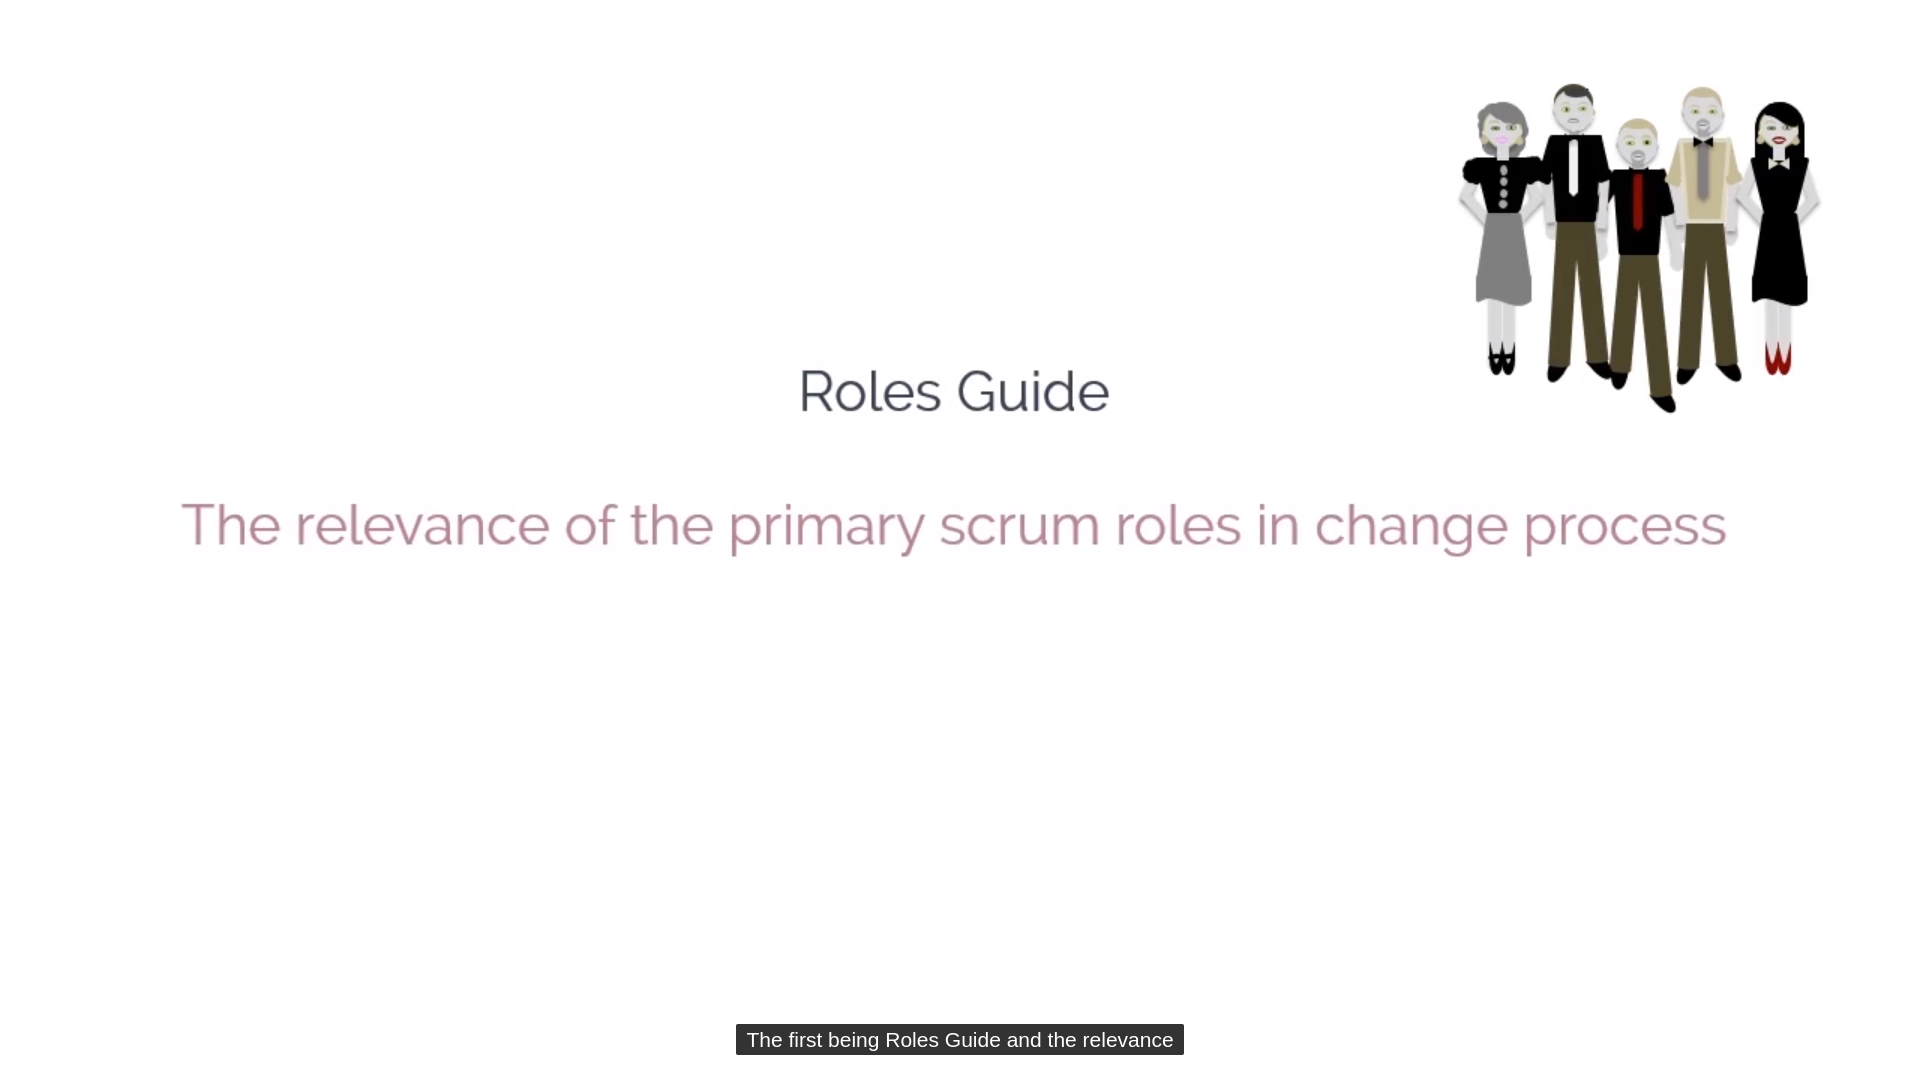 Roles Guide
The relevance of the primary scrum roles in change process
The first being Roles Guide and the relevance